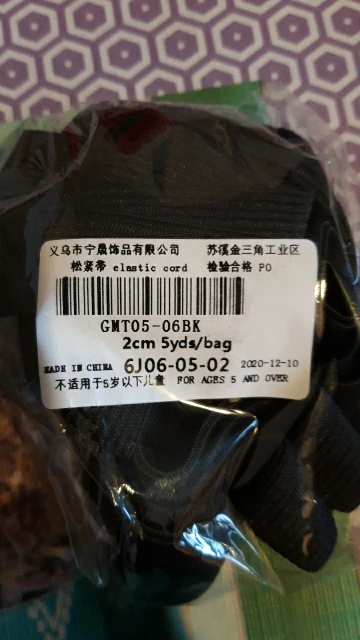 义乌市宁晟饰品有限公司 苏溪金三角工业区
松紧带 elastic cord 检验合格 PO
GMT05-06BK
2cm 5yds/bag
MADE IN CHINA 6J06-05-02 2020-12-10
不适用于5岁以下儿童 FOR AGES 5 AND OVER